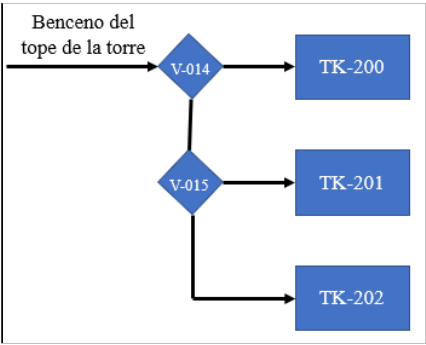 Benceno del
tope de la torre
V-014
TK-200
V-015
TK-201
TK-202